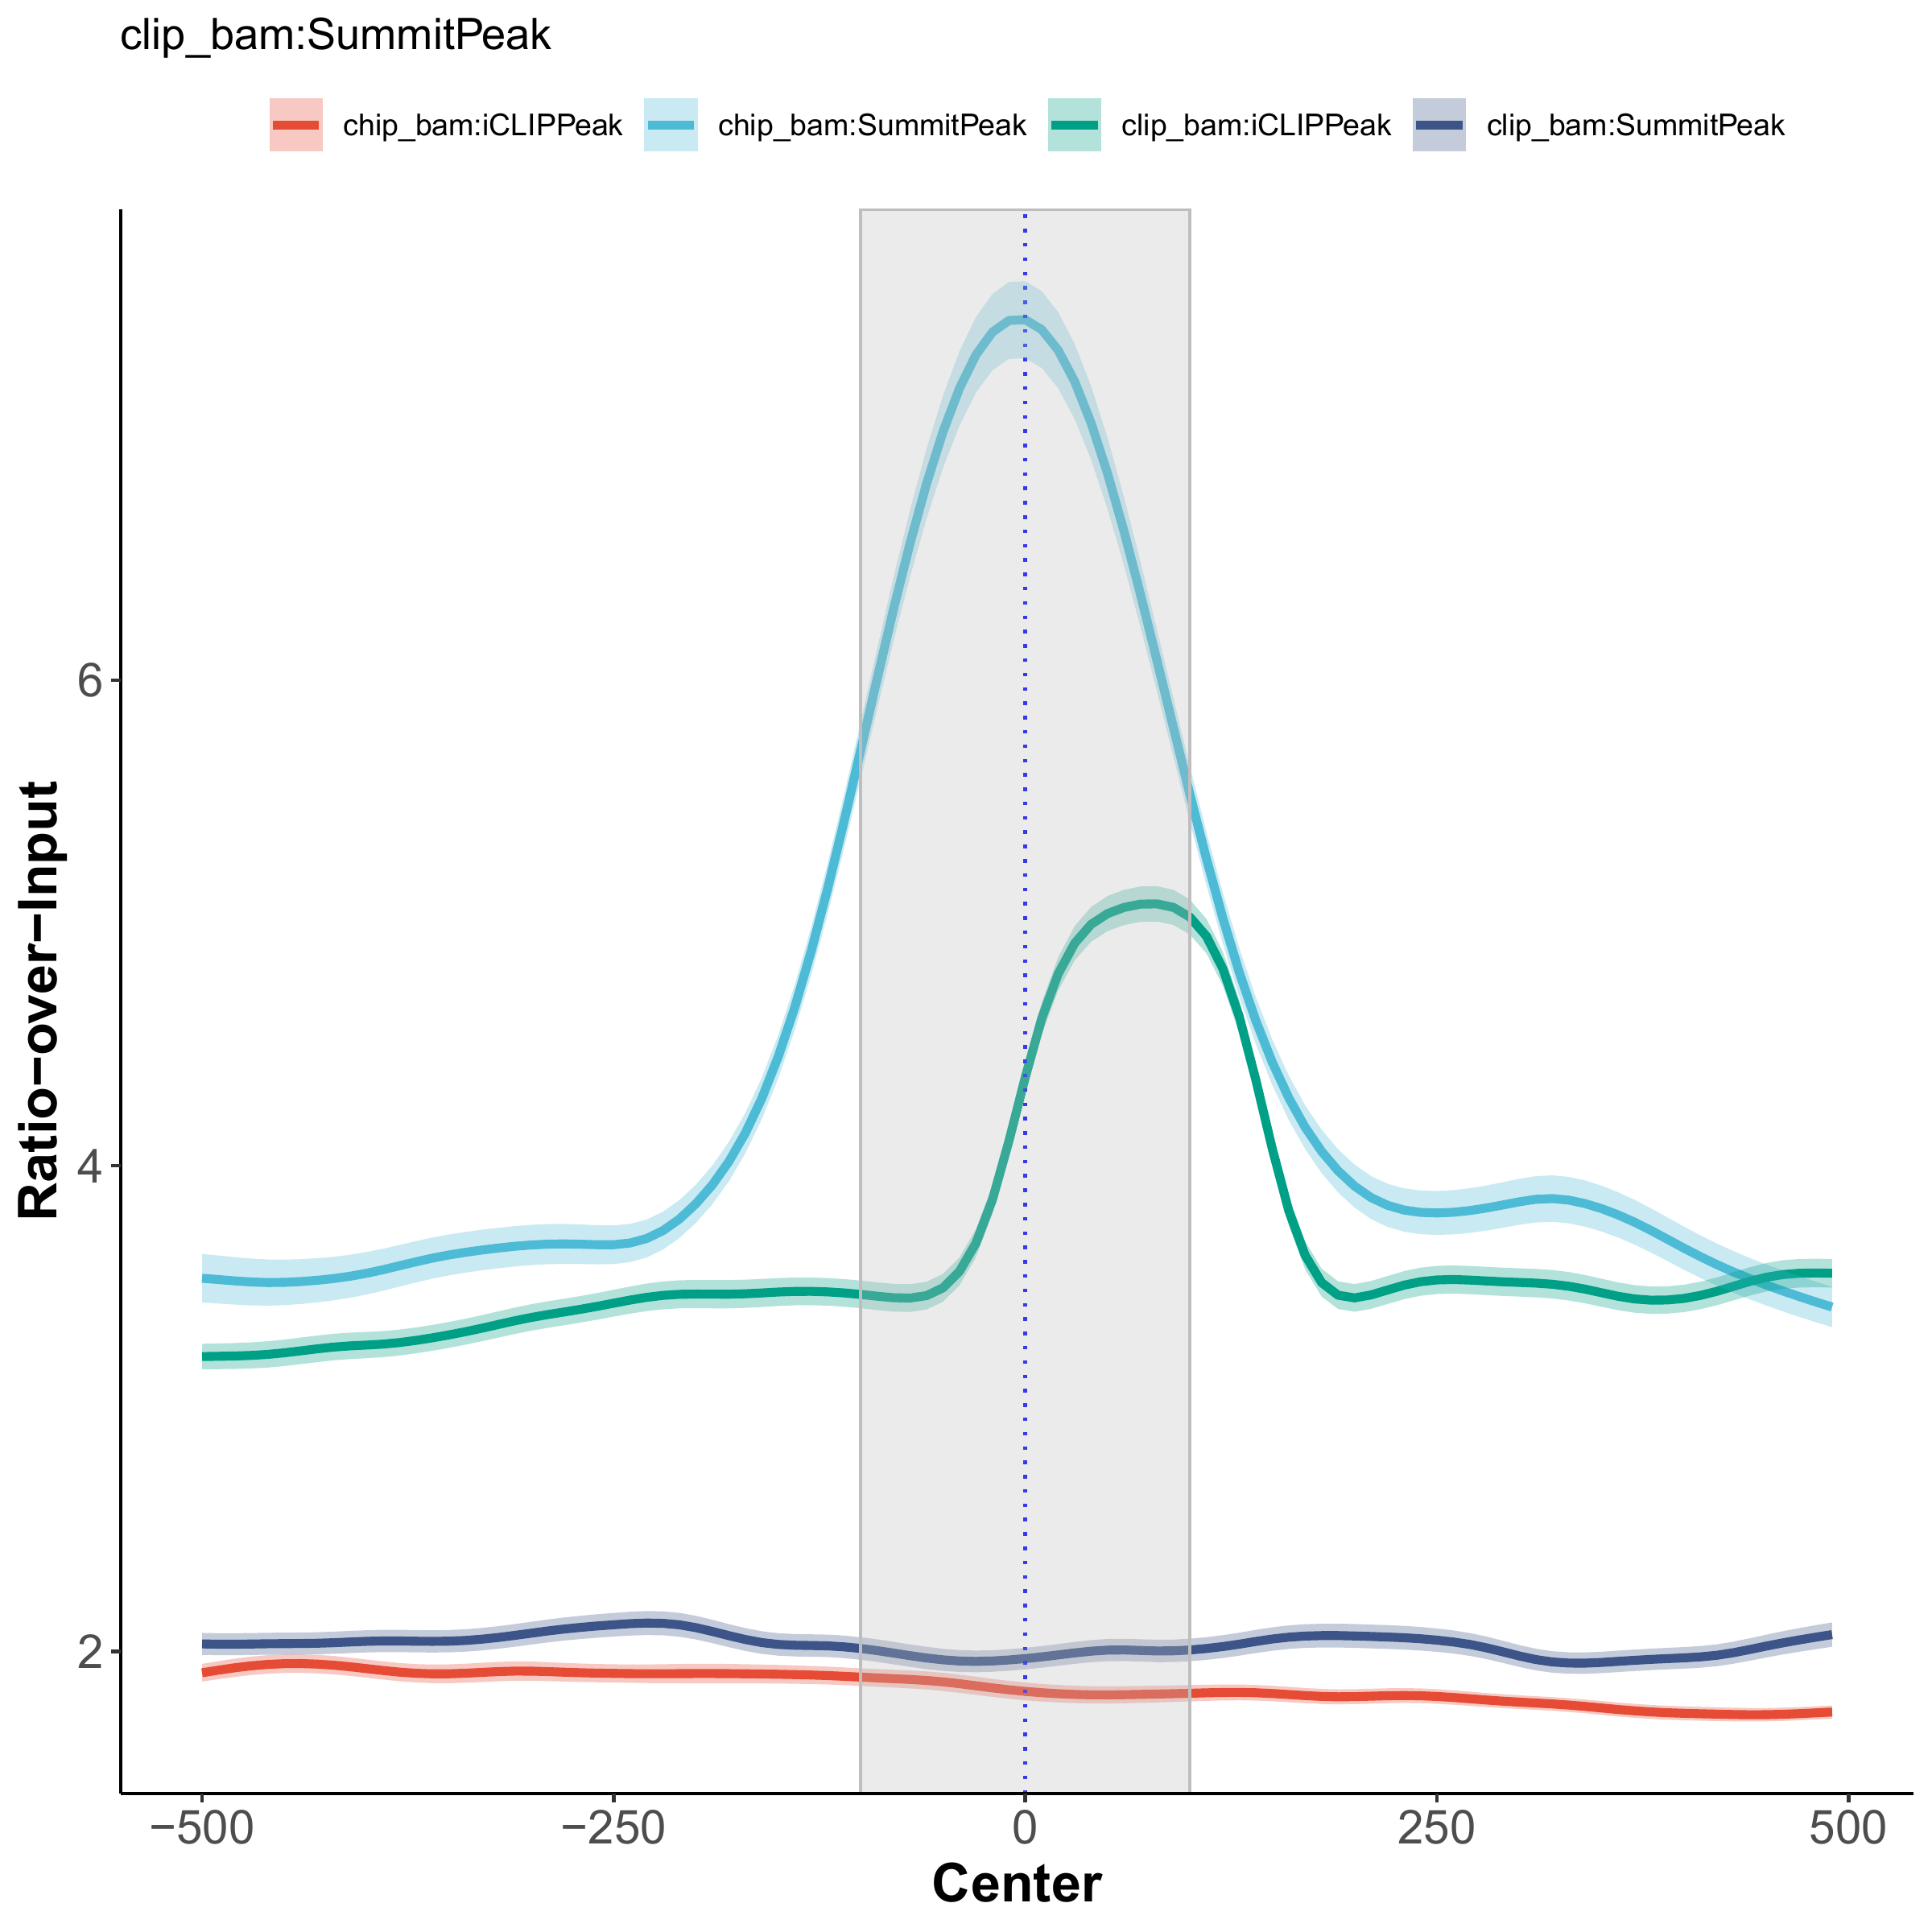 clip_bam:SummitPeak
chip_bam:iCLIPPeak chip_bam:SummitPeak clip_bam:iCLIPPeak clip_bam:SummitPeak
Ratio−over−Input
6
4
2
−500 −250 0 250 500
Center